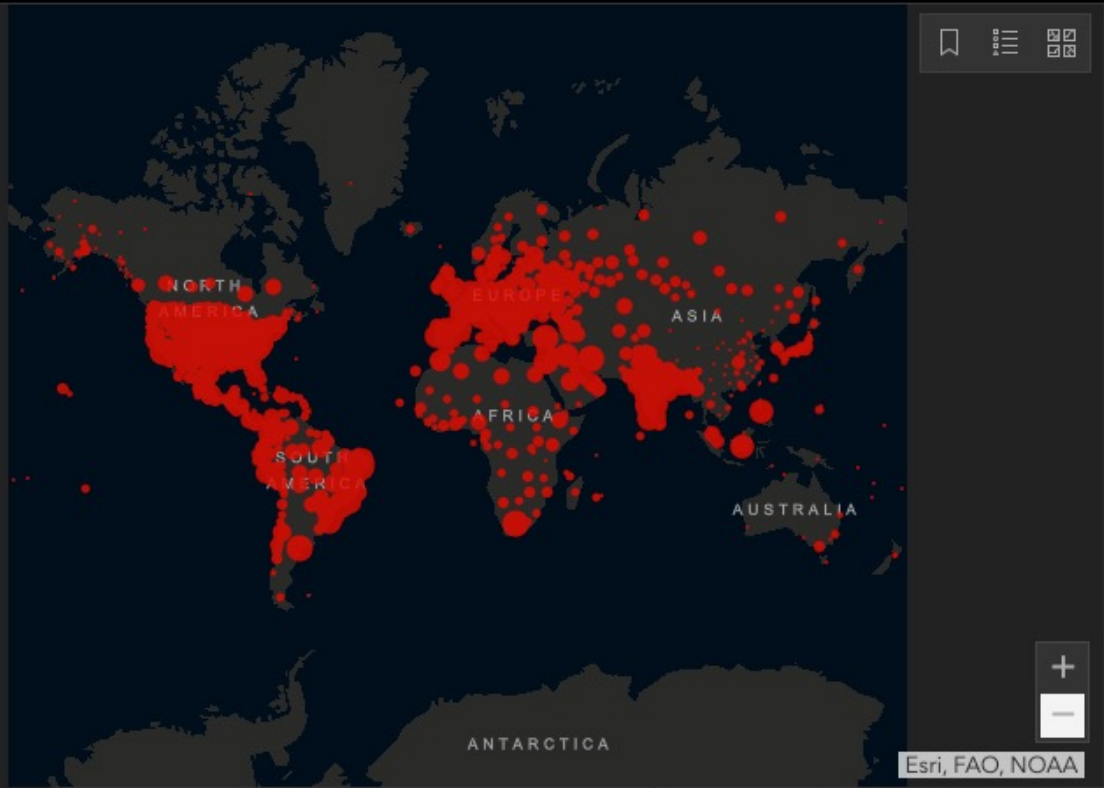 NORTH
AMERICA
EUROPE
ASIA
AFRICA
SOUTH
AMERICA
AUSTRALIA
ANTARCTICA
+
−
Esri, FAO, NOAA